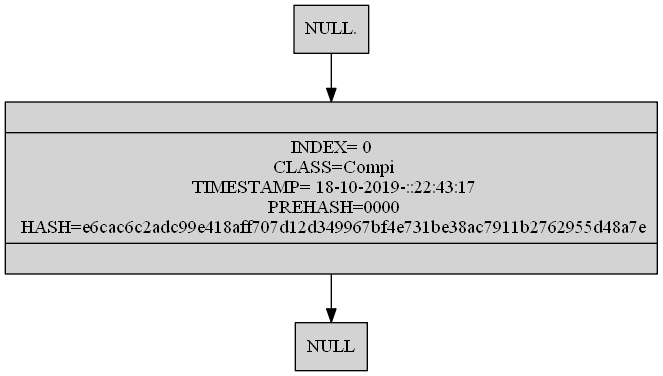 NULL.
INDEX= 0
CLASS=Compi
TIMESTAMP= 18-10-2019-::22:43:17
PREHASH=0000
HASH=e6cac6c2adc99e418aff707d12d349967bf4e731be38ac7911b2762955d48a7e
NULL